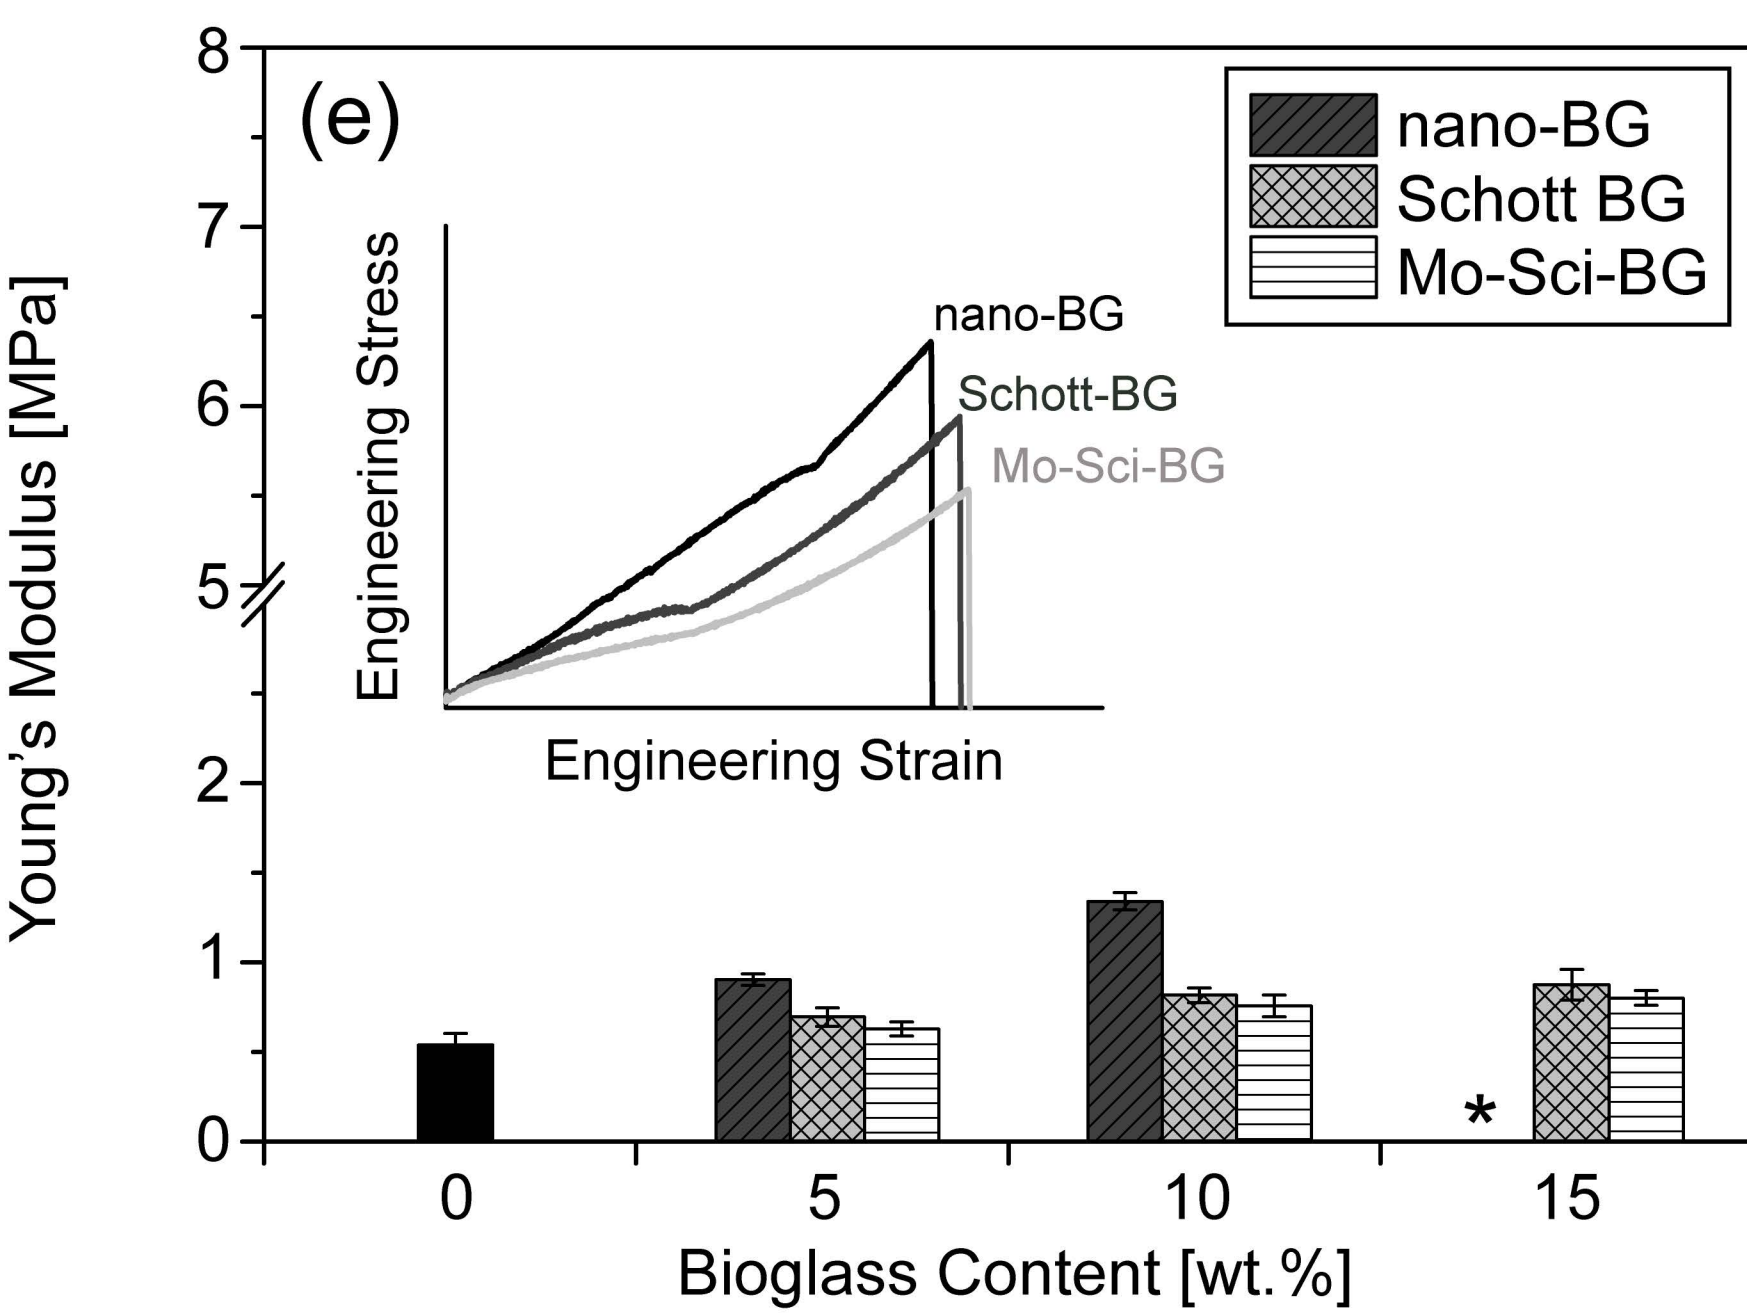 (e)
nano-BG
Schott BG
Mo-Sci-BG
Young's Modulus [MPa]
8
7
6
5
2
1
0
Engineering Stress
nano-BG
Schott-BG
Mo-Sci-BG
Engineering Strain
*
0 5 10 15
Bioglass Content [wt.%]